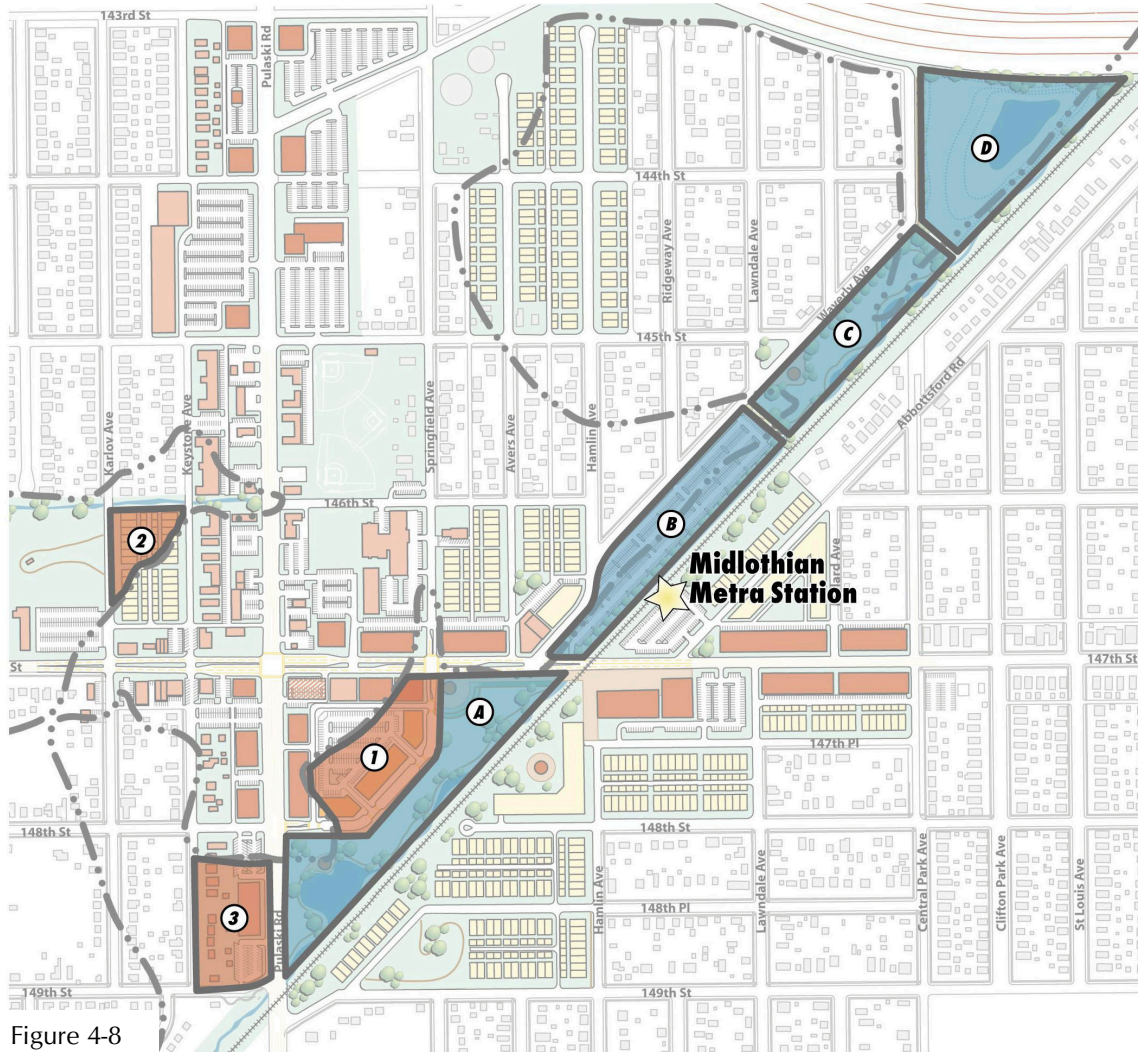 143rd St
Pulaski Rd
D
144th St
Ridgeway Ave
Lawndale Ave
Waverly Ave
C
145th St
Abbottsford Rd
Karlov Ave
Keystone Ave
Springfield Ave
Avers Ave
Hamlin Ave
146th St
2
B
Midlothian
Metra Station
St
147th St
A
1
147th Pl
148th St
148th St
3
Pulaski Rd
Hamlin Ave
Lawndale Ave
Central Park Ave
Clifton Park Ave
St Louis Ave
148th Pl
149th St
149th St
Figure 4-8